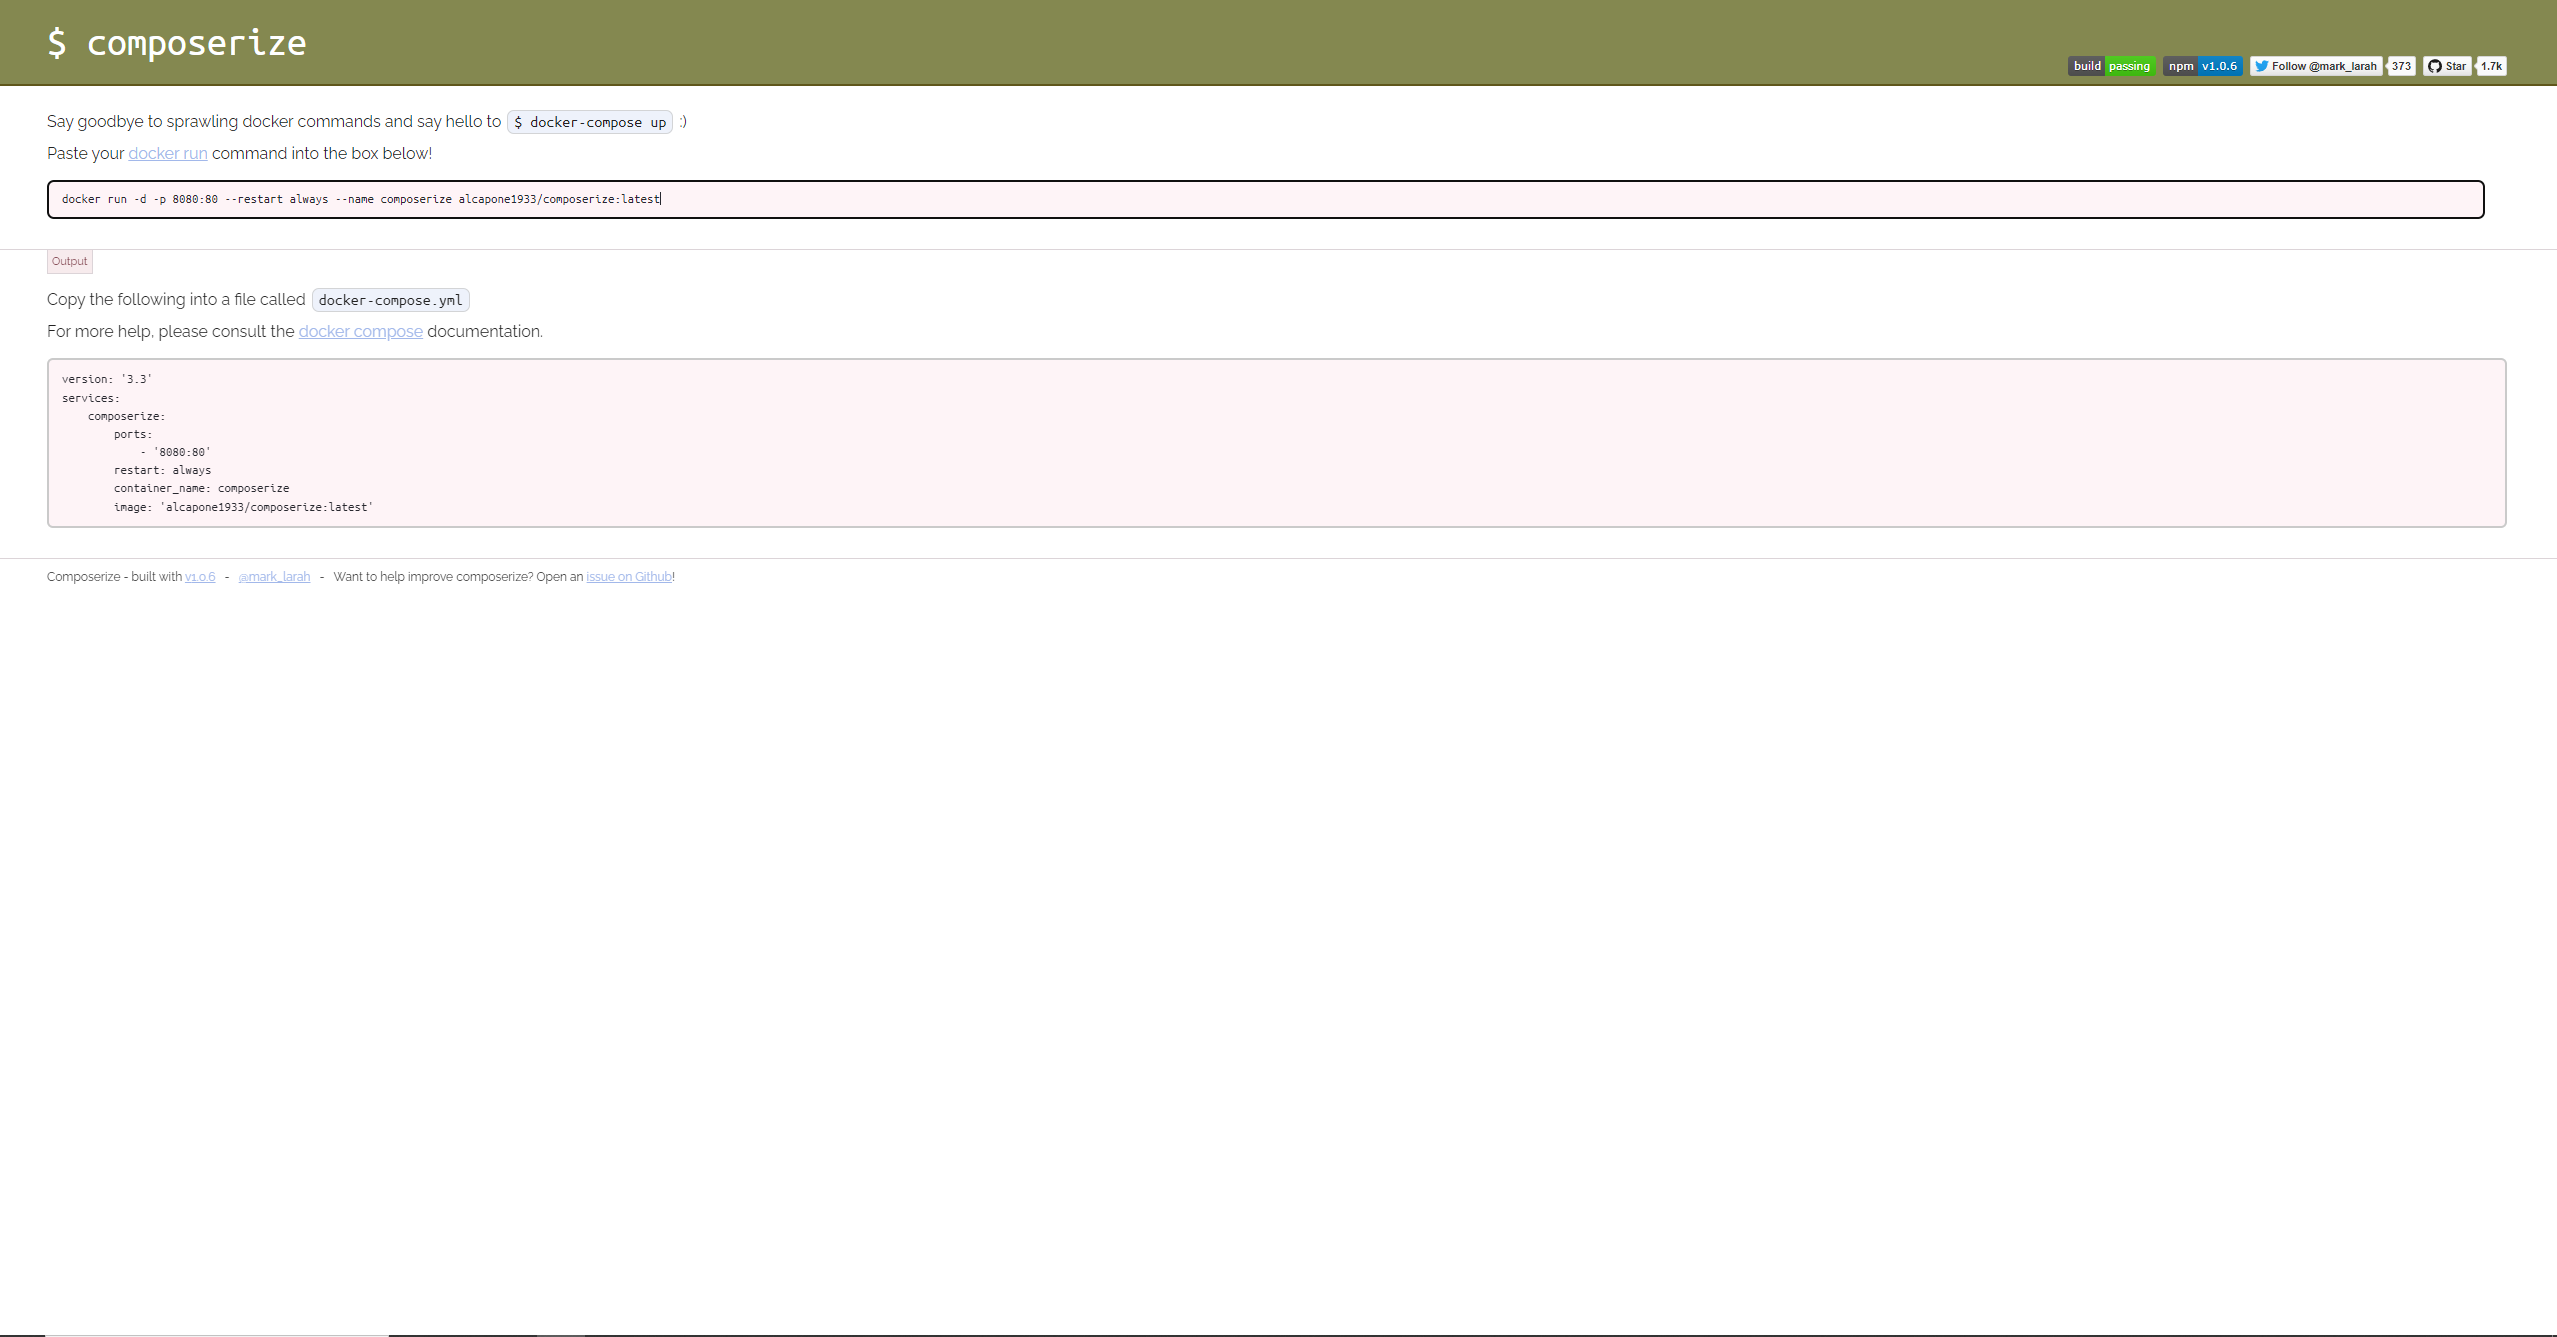 $ composerize
build passing npm v1.0.6 Follow @mark_larah 373 Star 1.7k
Say goodbye to sprawling docker commands and say hello to $ docker-compose up :)
Paste your docker run command into the box below!
docker run -d -p 8080:80 --restart always --name composerize alcapone1933/composerize:latest
Output
Copy the following into a file called docker-compose.yml
For more help, please consult the docker compose documentation.
version: '3.3'
services:
    composerize:
        ports:
            - '8080:80'
        restart: always
        container_name: composerize
        image: 'alcapone1933/composerize:latest'
Composerize - built with v1.0.6 - @mark_larah - Want to help improve composerize? Open an issue on Github!